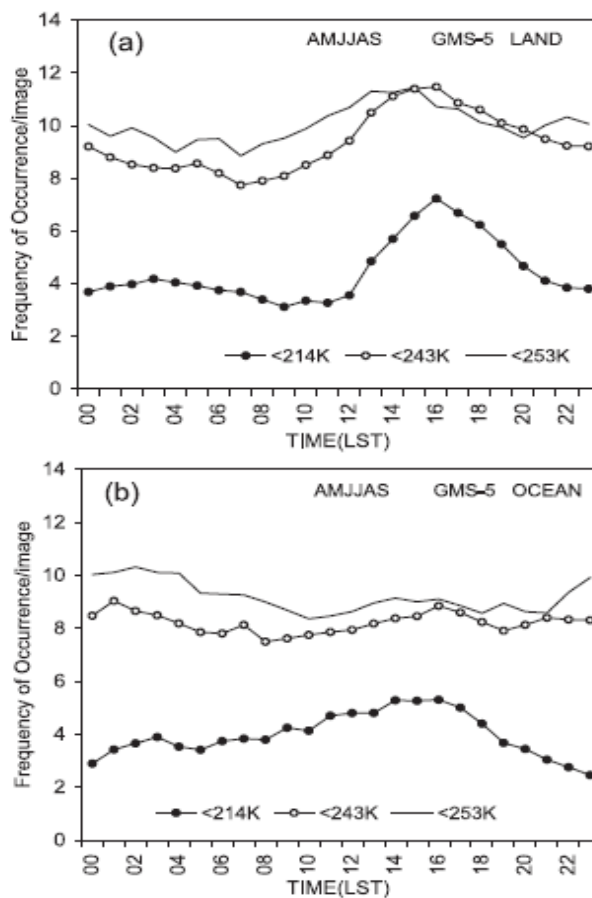 (a) AMJJAS GMS-5 LAND
Frequency of Occurrence/image
14
12
10
8
6
4
2
0
<214K <243K <253K
00 02 04 06 08 10 12 14 16 18 20 22
TIME(LST)
(b) AMJJAS GMS-5 OCEAN
Frequency of Occurrence/image
14
12
10
8
6
4
2
0
<214K <243K <253K
00 02 04 06 08 10 12 14 16 18 20 22
TIME(LST)